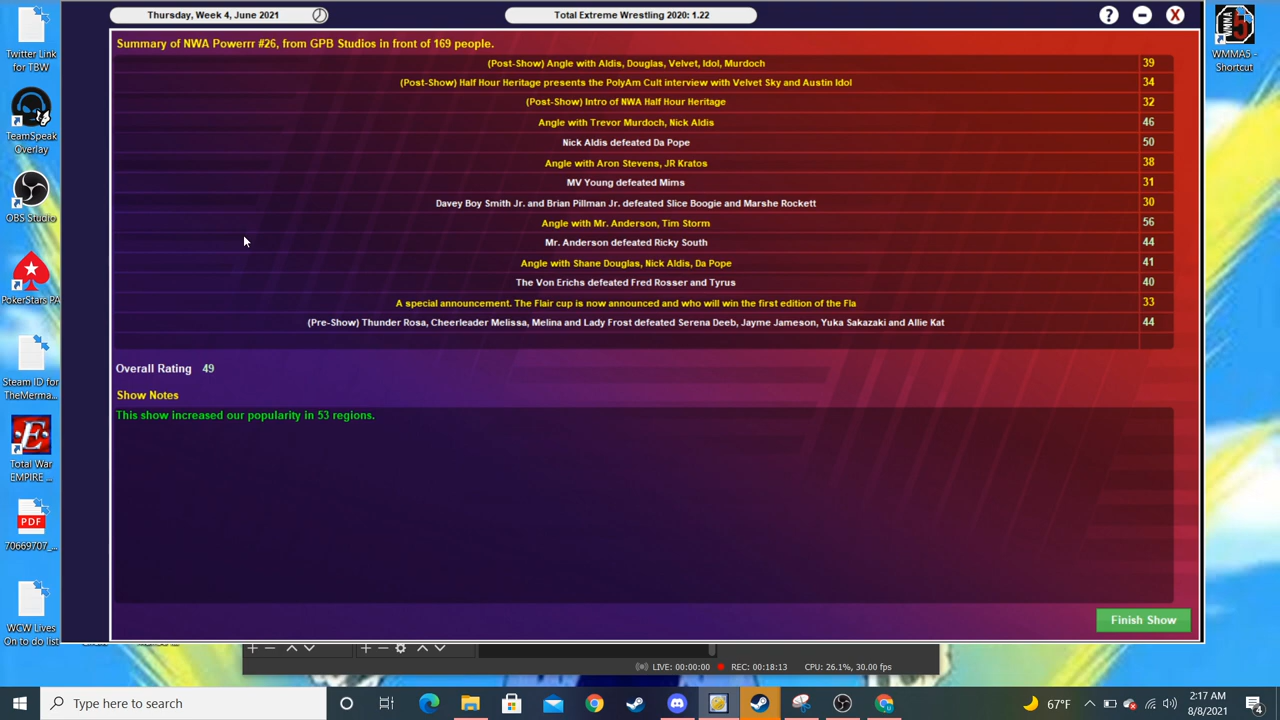 Thursday, Week 4, June 2021
Total Extreme Wrestling 2020: 1.22
?
X
Summary of NWA Powerrr #26, from GPB Studios in front of 169 people.
(Post-Show) Angle with Aldis, Douglas, Velvet, Idol, Murdoch 39
(Post-Show) Half Hour Heritage presents the PolyAm Cult interview with Velvet Sky and Austin Idol 34
(Post-Show) Intro of NWA Half Hour Heritage 32
Angle with Trevor Murdoch, Nick Aldis 46
Nick Aldis defeated Da Pope 50
Angle with Aron Stevens, JR Kratos 38
MV Young defeated Mims 31
Davey Boy Smith Jr. and Brian Pillman Jr. defeated Slice Boogie and Marshe Rockett 30
Angle with Mr. Anderson, Tim Storm 56
Mr. Anderson defeated Ricky South 44
Angle with Shane Douglas, Nick Aldis, Da Pope 41
The Von Erichs defeated Fred Rosser and Tyrus 40
A special announcement. The Flair cup is now announced and who will win the first edition of the Fla 33
(Pre-Show) Thunder Rosa, Cheerleader Melissa, Melina and Lady Frost defeated Serena Deeb, Jayme Jameson, Yuka Sakazaki and Allie Kat 44
Overall Rating 49
Show Notes
This show increased our popularity in 53 regions.
Finish Show
Twitter Link
for TBW
TeamSpeak
Overlay
OBS Studio
PokerStars PA
Steam ID for
TheMerma...
Total War
EMPIRE ...
PDF
70669707_...
WCW Lives
On to do list
WMMA
5
WMMA5 -
Shortcut
LIVE: 00:00:00
REC: 00:18:13
CPU: 26.1%, 30.00 fps
Type here to search
67°F
2:17 AM
8/8/2021
4